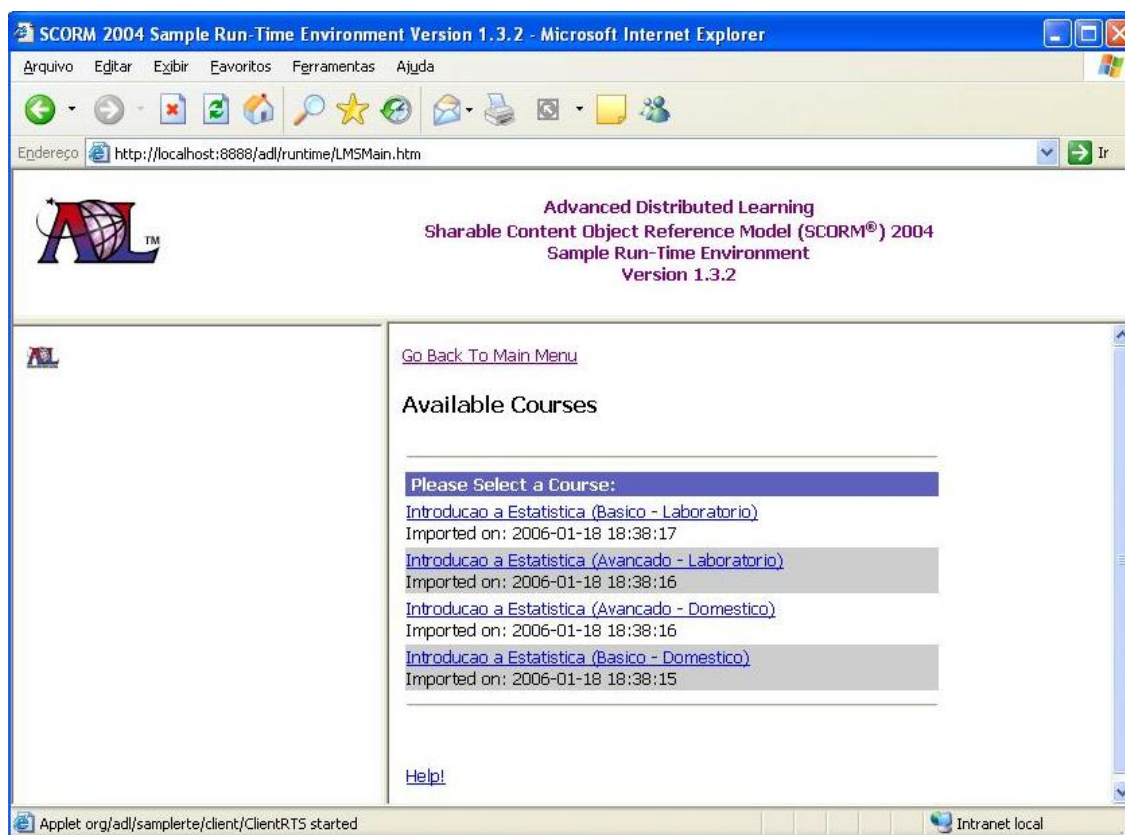 SCORM 2004 Sample Run-Time Environment Version 1.3.2 - Microsoft Internet Explorer
Arquivo Editar Exibir Favoritos Ferramentas Ajuda
Endereço http://localhost:8888/adl/runtime/LMSMain.htm Ir
ADL TM
Advanced Distributed Learning
Sharable Content Object Reference Model (SCORM®) 2004
Sample Run-Time Environment
Version 1.3.2
ADL
Go Back To Main Menu
Available Courses
Please Select a Course:
Introducao a Estatistica (Basico - Laboratorio)
Imported on: 2006-01-18 18:38:17
Introducao a Estatistica (Avancado - Laboratorio)
Imported on: 2006-01-18 18:38:16
Introducao a Estatistica (Avancado - Domestico)
Imported on: 2006-01-18 18:38:16
Introducao a Estatistica (Basico - Domestico)
Imported on: 2006-01-18 18:38:15
Help!
Applet org/adl/samplerte/client/ClientRTS started Intranet local